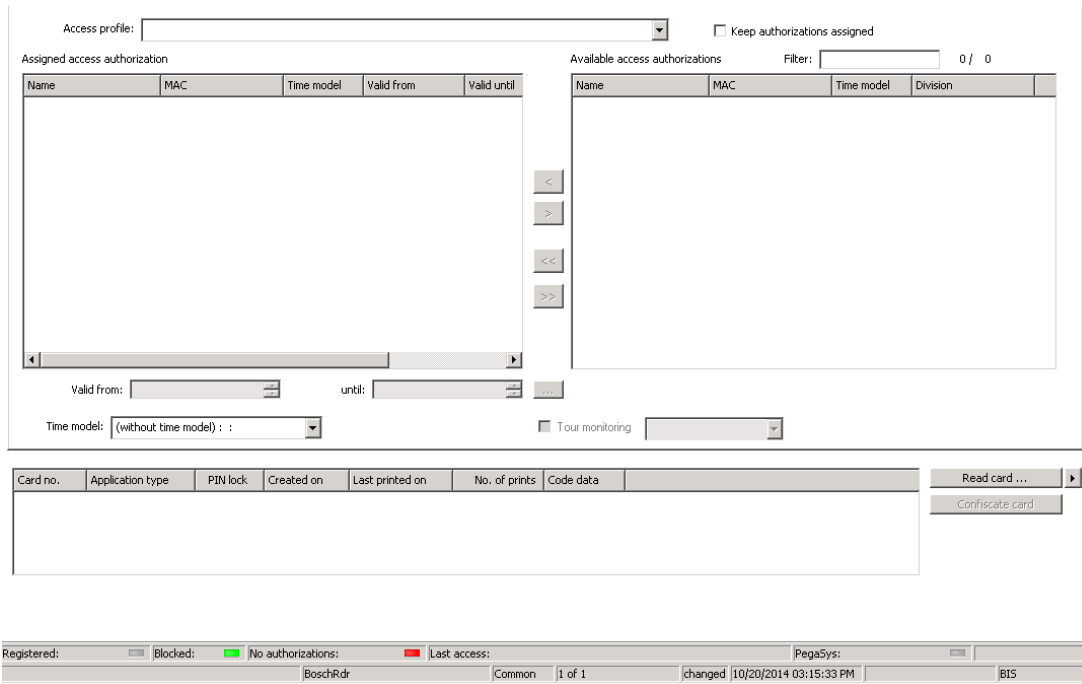 Access profile: Keep authorizations assigned
Assigned access authorization Available access authorizations Filter: 0 / 0
Name MAC Time model Valid from Valid until Name MAC Time model Division
<
>
<<
>>
Valid from: until: ...
Time model: (without time model) : : Tour monitoring
Card no. Application type PIN lock Created on Last printed on No. of prints Code data Read card ...
Confiscate card
Registered: Blocked: No authorizations: Last access: PegaSys:
BoschRdr Common 1 of 1 changed 10/20/2014 03:15:33 PM BIS